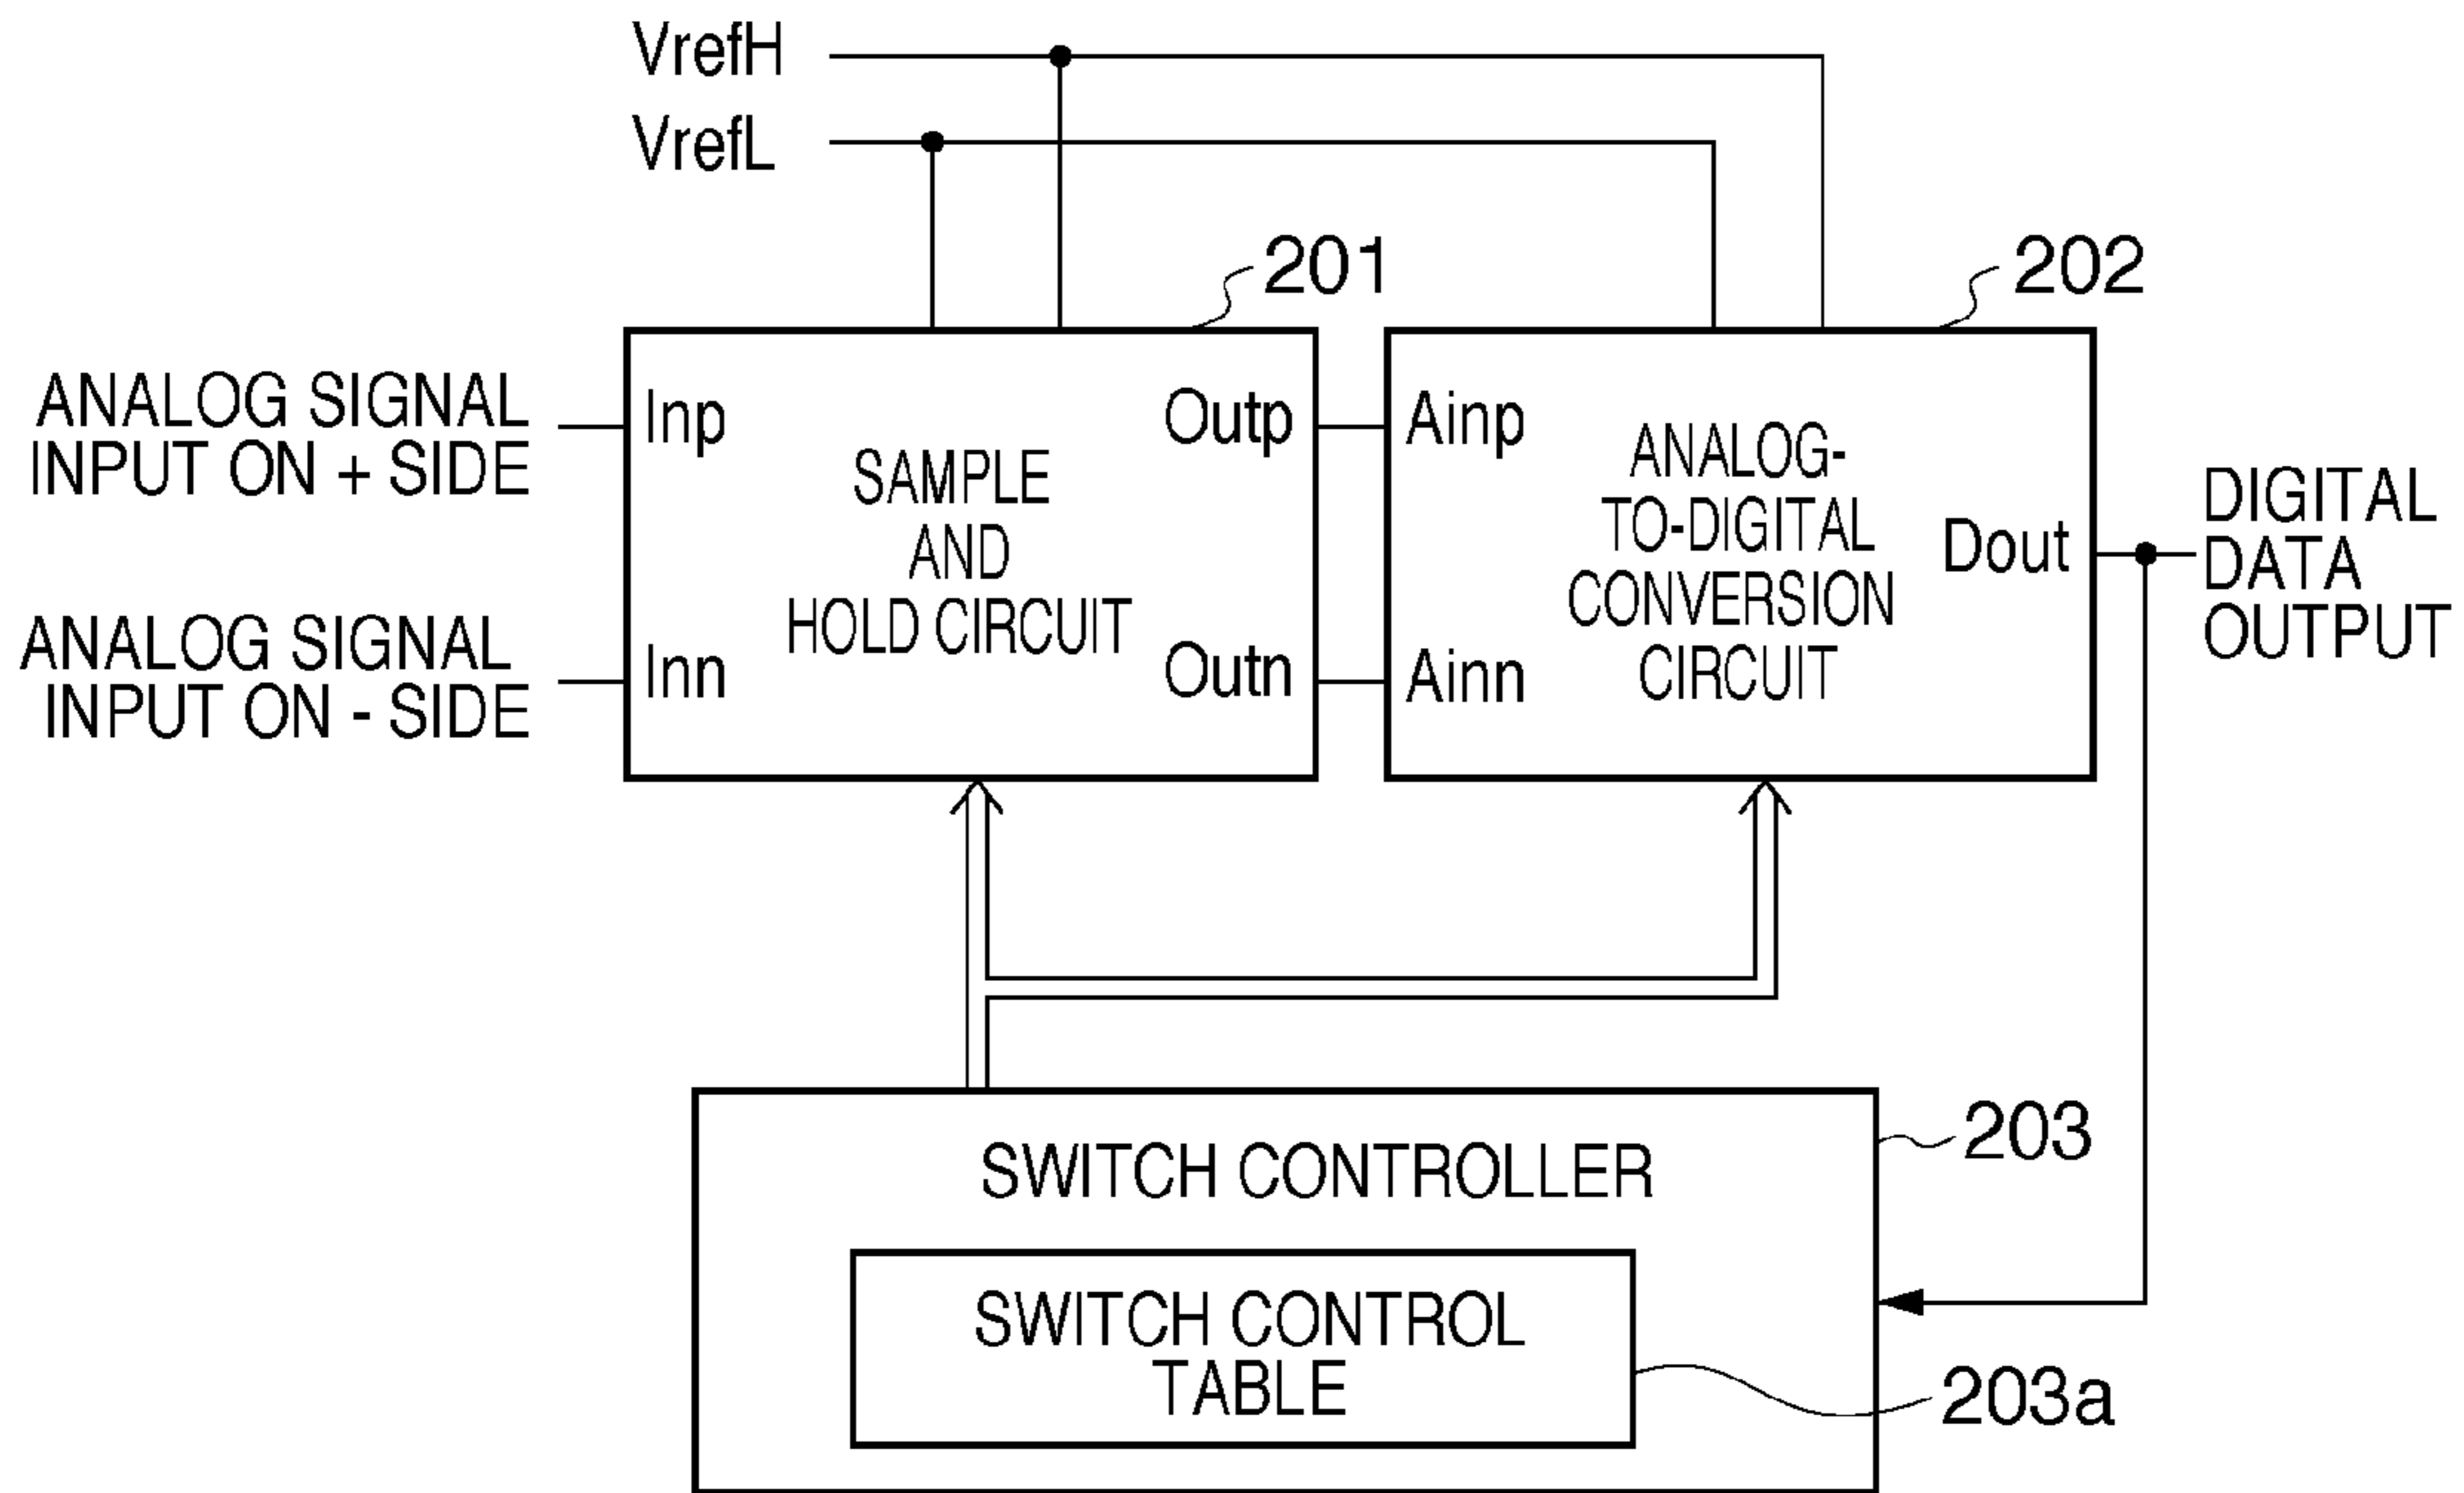 VrefH
VrefL
201
202
ANALOG SIGNAL
INPUT ON + SIDE
ANALOG SIGNAL
INPUT ON - SIDE
Inp
Inn
SAMPLE
AND
HOLD CIRCUIT
Outp
Outn
Ainp
Ainn
ANALOG-
TO-DIGITAL
CONVERSION
CIRCUIT
Dout
DIGITAL
DATA
OUTPUT
SWITCH CONTROLLER
203
SWITCH CONTROL
TABLE
203a